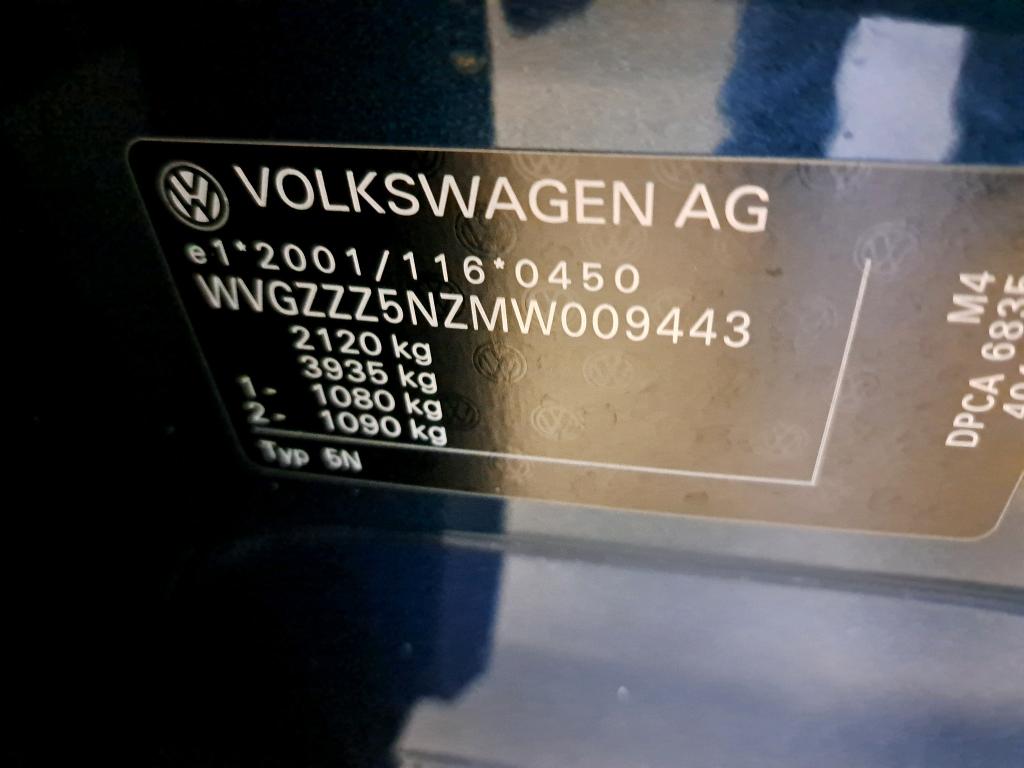 VOLKSWAGEN AG
e1*2001/116*0450
WVGZZZ5NZMW009443
2120 kg
3935 kg
1- 1080 kg
2- 1090 kg
Typ 5N
M4
DPCA 6835